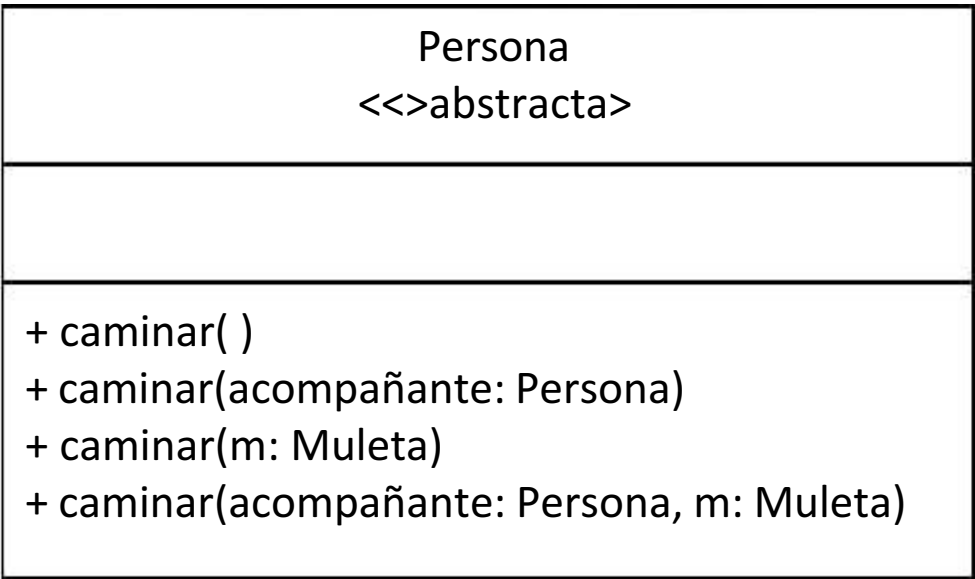 Persona
<<>abstracta>
+ caminar( )
+ caminar(acompañante: Persona)
+ caminar(m: Muleta)
+ caminar(acompañante: Persona, m: Muleta)